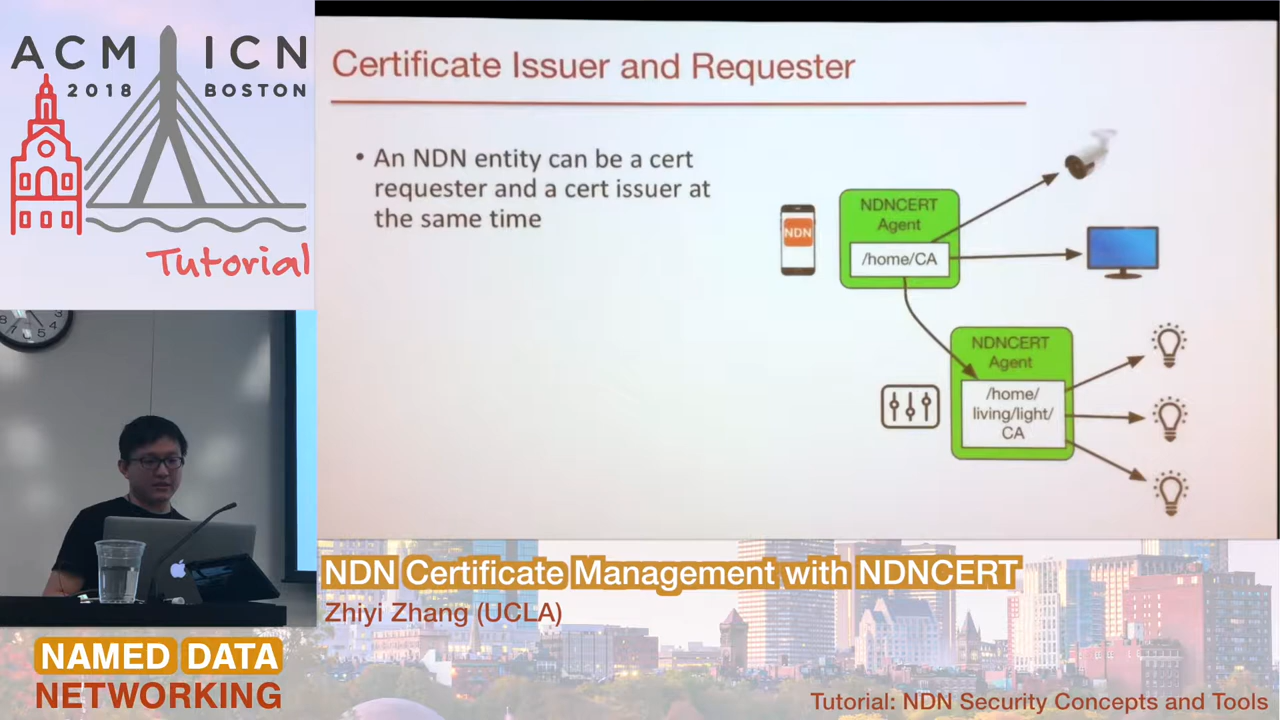 ACM ICN
2018 BOSTON
Tutorial
Certificate Issuer and Requester
• An NDN entity can be a cert
requester and a cert issuer at
the same time
NDN
NDNCERT
Agent
/home/CA
NDNCERT
Agent
/home/
living/light/
CA
NDN Certificate Management with NDNCERT
Zhiyi Zhang (UCLA)
NAMED DATA
NETWORKING
Tutorial: NDN Security Concepts and Tools